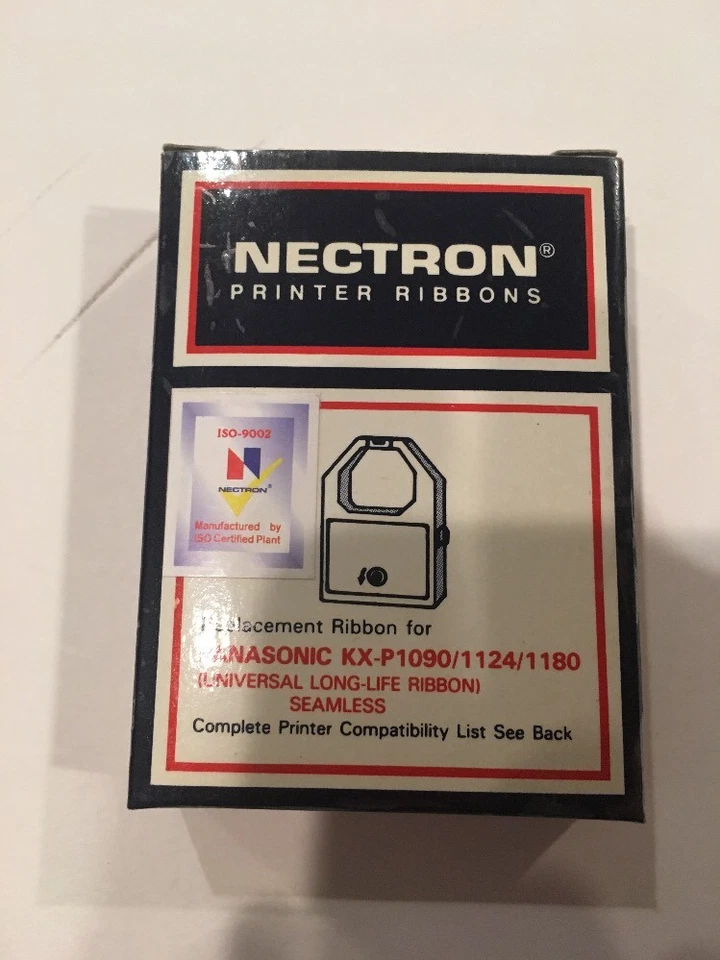 NECTRON®
PRINTER RIBBONS
ISO-9002
NECTRON®
Manufactured by
ISO Certified Plant
Replacement Ribbon for
PANASONIC KX-P1090/1124/1180
(UNIVERSAL LONG-LIFE RIBBON)
SEAMLESS
Complete Printer Compatibility List See Back